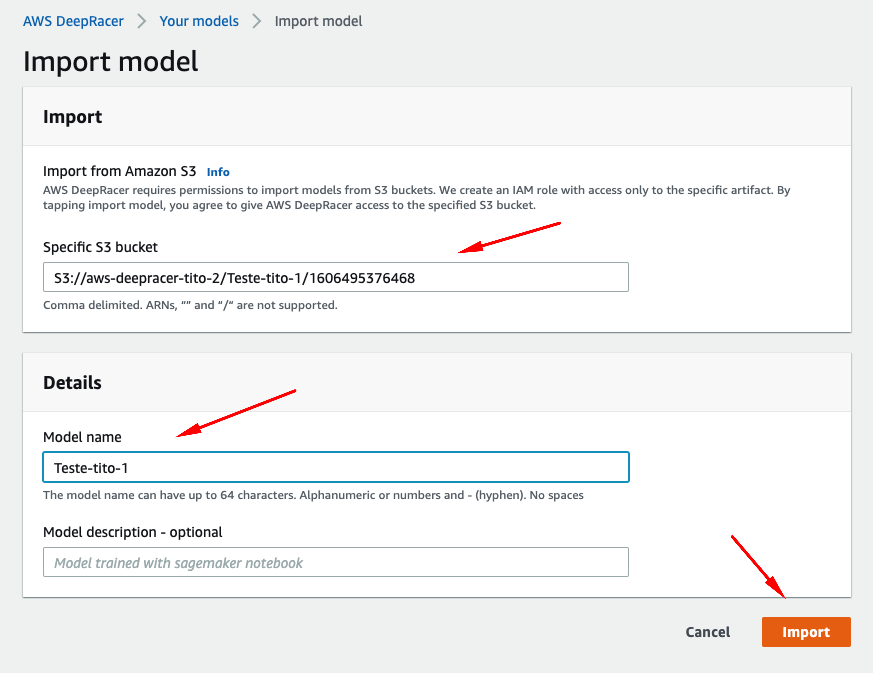 AWS DeepRacer > Your models > Import model
Import model
Import
Import from Amazon S3 Info
AWS DeepRacer requires permissions to import models from S3 buckets. We create an IAM role with access only to the specific artifact. By
tapping import model, you agree to give AWS DeepRacer access to the specified S3 bucket.
Specific S3 bucket
S3://aws-deepracer-tito-2/Teste-tito-1/1606495376468
Comma delimited. ARNs, “” and “/“ are not supported.
Details
Model name
Teste-tito-1
The model name can have up to 64 characters. Alphanumeric or numbers and - (hyphen). No spaces
Model description - optional
Model trained with sagemaker notebook
Cancel Import